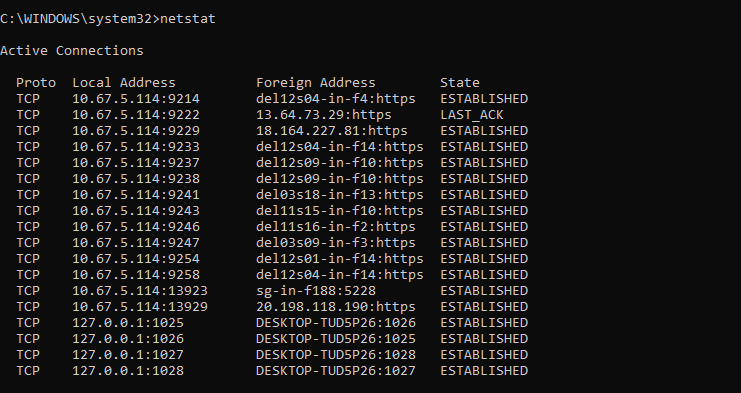 C:\WINDOWS\system32>netstat
Active Connections
Proto  Local Address          Foreign Address        State
TCP    10.67.5.114:9214       del12s04-in-f4:https   ESTABLISHED
TCP    10.67.5.114:9222       13.64.73.29:https      LAST_ACK
TCP    10.67.5.114:9229       18.164.227.81:https    ESTABLISHED
TCP    10.67.5.114:9233       del12s04-in-f14:https  ESTABLISHED
TCP    10.67.5.114:9237       del12s09-in-f10:https  ESTABLISHED
TCP    10.67.5.114:9238       del12s09-in-f10:https  ESTABLISHED
TCP    10.67.5.114:9241       del03s18-in-f13:https  ESTABLISHED
TCP    10.67.5.114:9243       del11s15-in-f10:https  ESTABLISHED
TCP    10.67.5.114:9246       del11s16-in-f2:https   ESTABLISHED
TCP    10.67.5.114:9247       del03s09-in-f3:https   ESTABLISHED
TCP    10.67.5.114:9254       del12s01-in-f14:https  ESTABLISHED
TCP    10.67.5.114:9258       del12s04-in-f14:https  ESTABLISHED
TCP    10.67.5.114:13923      sg-in-f188:5228        ESTABLISHED
TCP    10.67.5.114:13929      20.198.118.190:https   ESTABLISHED
TCP    127.0.0.1:1025         DESKTOP-TUD5P26:1026   ESTABLISHED
TCP    127.0.0.1:1026         DESKTOP-TUD5P26:1025   ESTABLISHED
TCP    127.0.0.1:1027         DESKTOP-TUD5P26:1028   ESTABLISHED
TCP    127.0.0.1:1028         DESKTOP-TUD5P26:1027   ESTABLISHED